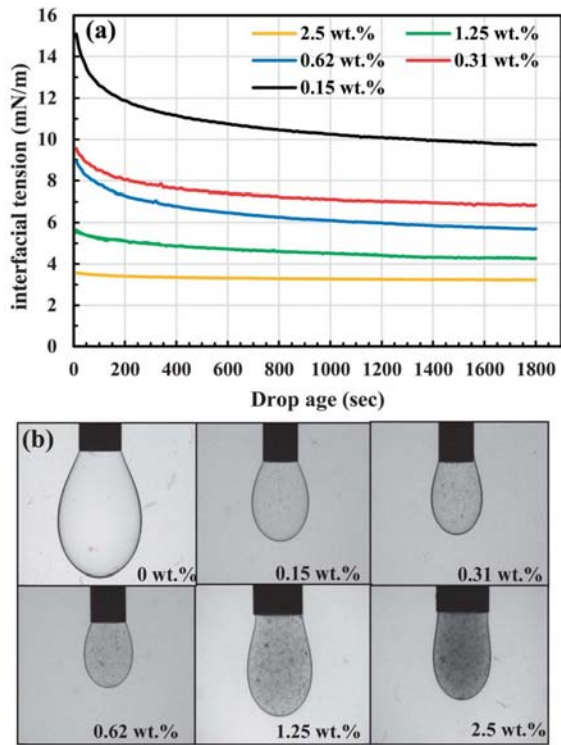 (a)
2.5 wt.% 1.25 wt.%
0.62 wt.% 0.31 wt.%
0.15 wt.%
interfacial tension (mN/m)
16
14
12
10
8
6
4
2
0
0 200 400 600 800 1000 1200 1400 1600 1800
Drop age (sec)
(b)
0 wt.% 0.15 wt.% 0.31 wt.%
0.62 wt.% 1.25 wt.% 2.5 wt.%